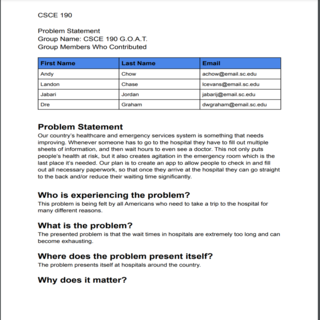 CSCE 190
Problem Statement
Group Name: CSCE 190 G.O.A.T.
Group Members Who Contributed
First Name Last Name Email
Andy Chow achow@email.sc.edu
Landon Chase lcevans@email.sc.edu
Jabari Jordan jabarij@email.sc.edu
Dre Graham dwgraham@email.sc.edu
Problem Statement
Our country's healthcare and emergency services system is something that needs
improving. Whenever someone has to go to the hospital they have to fill out multiple
sheets of information, and then wait hours to even see a doctor. This not only puts
people's health at risk, but it also creates agitation in the emergency room which is the
last place it's needed. Our plan is to create an app to allow people to check in and fill
out all necessary paperwork, so that once they arrive at the hospital they can go straight
to the back and/or reduce their waiting time significantly.
Who is experiencing the problem?
This problem is being felt by all Americans who need to take a trip to the hospital for
many different reasons.
What is the problem?
The presented problem is that the wait times in hospitals are extremely too long and can
become exhausting.
Where does the problem present itself?
The problem presents itself at hospitals around the country.
Why does it matter?